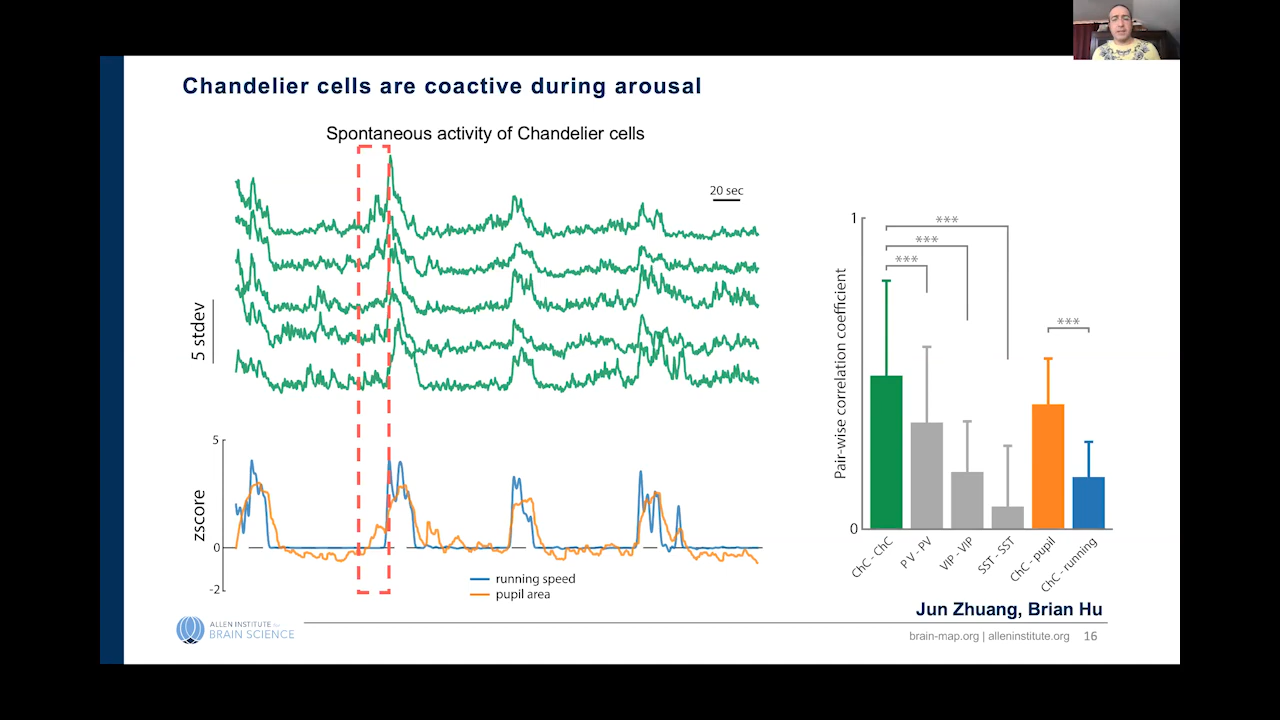 Chandelier cells are coactive during arousal
Spontaneous activity of Chandelier cells
20 sec
5 stdev
5
0
-2
zscore
running speed
pupil area
1
0
Pair-wise correlation coefficient
***
***
***
***
ChC - ChC
PV - PV
VIP - VIP
SST - SST
ChC - pupil
ChC - running
Jun Zhuang, Brian Hu
ALLEN INSTITUTE for
BRAIN SCIENCE
brain-map.org | alleninstitute.org 16